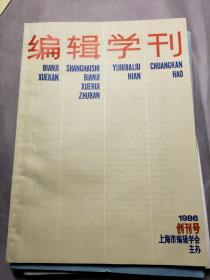 编辑学刊
BIANJI SHANGHAISHI YIJIUBALIU CHUANGKAN
XUEKAN BIANJI NIAN HAO
XUEHUI
ZHUBAN
1986
创刊号
上海市编辑学会
主办